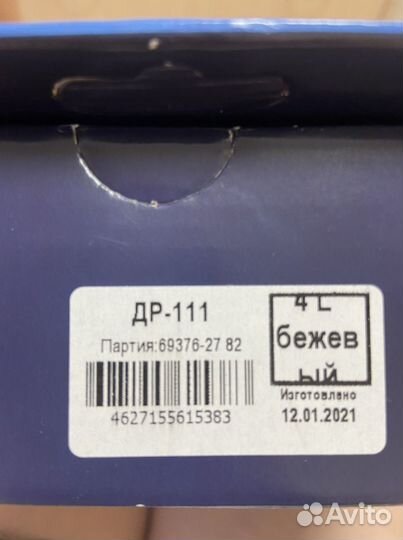 ДР-111
Партия:69376-27 82
4627155615383
4 L
бежев
ый
Изготовлено
12.01.2021
Avito